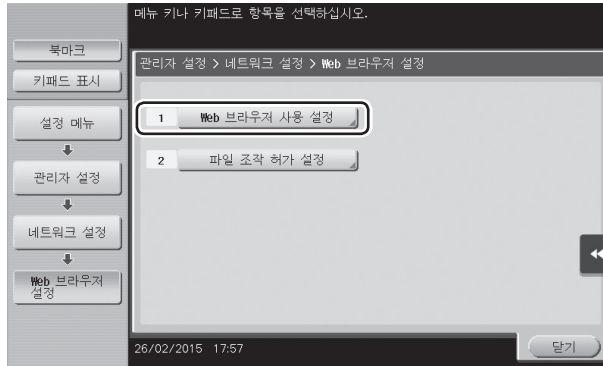 메뉴 키나 키패드로 항목을 선택하십시오.
북마크
키패드 표시
설정 메뉴
관리자 설정
네트워크 설정
Web 브라우저
설정
관리자 설정 > 네트워크 설정 > Web 브라우저 설정
1 Web 브라우저 사용 설정
2 파일 조작 허가 설정
26/02/2015 17:57
닫기